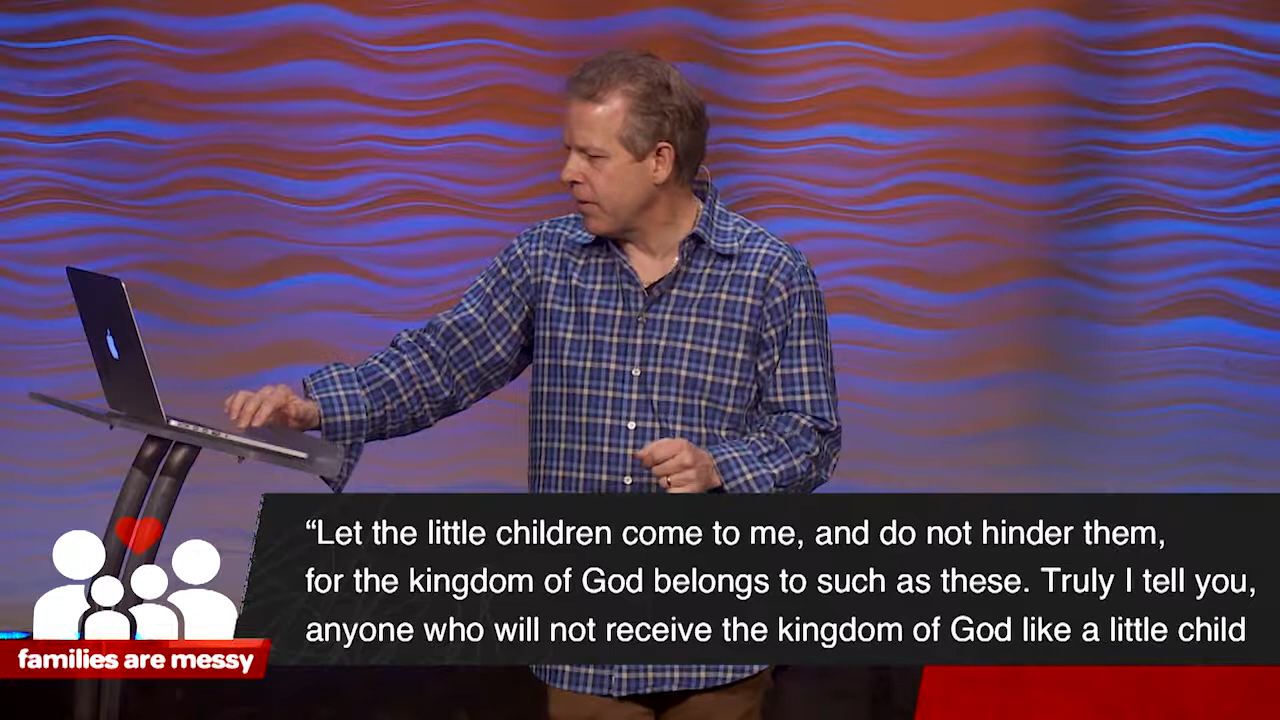 “Let the little children come to me, and do not hinder them,
for the kingdom of God belongs to such as these. Truly I tell you,
anyone who will not receive the kingdom of God like a little child
families are messy